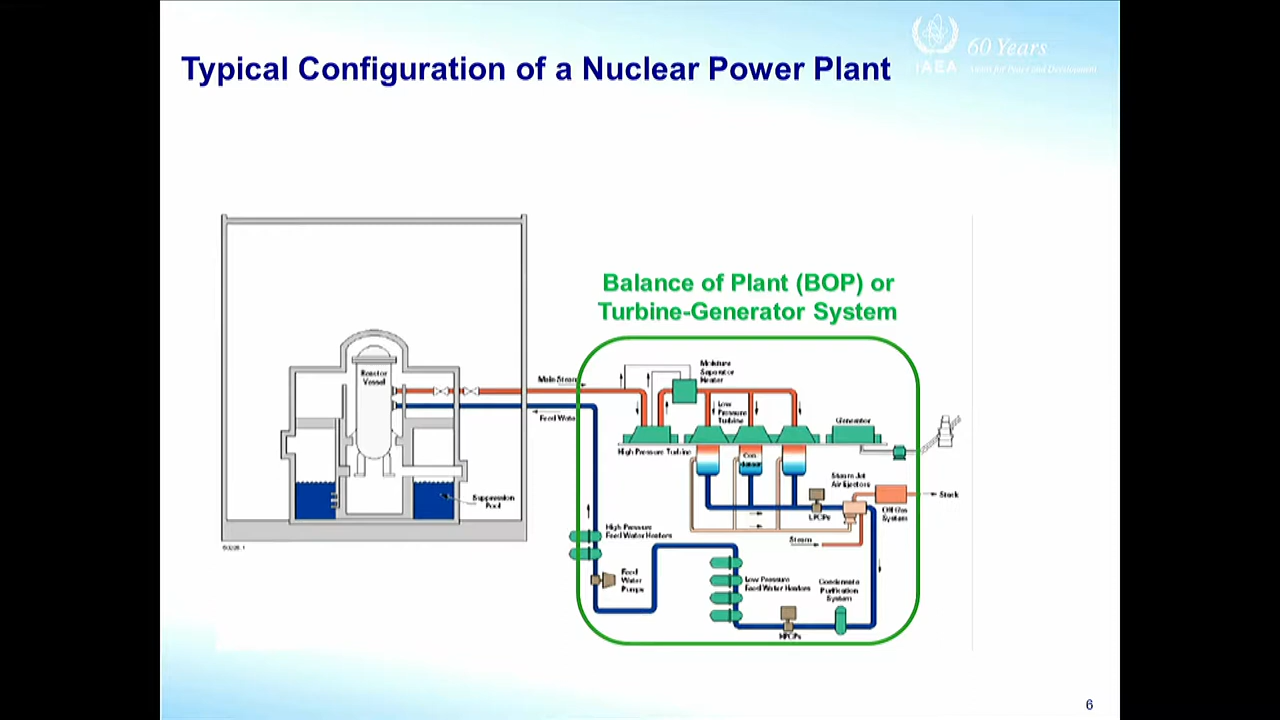 Typical Configuration of a Nuclear Power Plant
60 Years
IAEA
Balance of Plant (BOP) or
Turbine-Generator System
Reactor
Vessel
Main Steam
Feed Water
Moisture
Separator
Heater
Low
Pressure
Turbine
Generator
High Pressure Turbine
Con-
denser
Steam Jet
Air Ejectors
Stack
Off Gas
System
LPCPs
Steam
Suppression
Pool
High Pressure
Feed Water Heaters
Feed
Water
Pumps
Low Pressure
Feed Water Heaters
Condensate
Purification
System
HPCPs
6